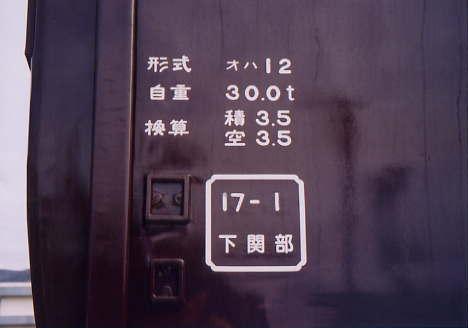 形式 オハ12
自重 30.0t
換算 積 3.5
空 3.5
17-1
下関部